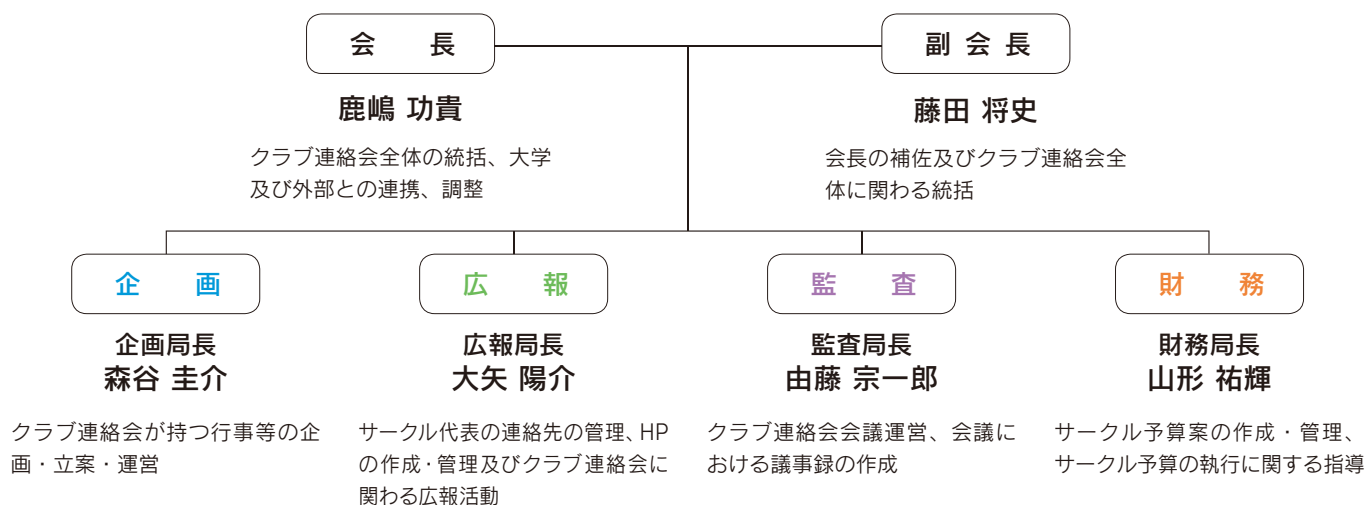 会長
副会長
鹿嶋 功貴
藤田 将史
クラブ連絡会全体の統括、大学
及び外部との連携、調整
会長の補佐及びクラブ連絡会全
体に関わる統括
企画
広報
監査
財務
企画局長
森谷 圭介
広報局長
大矢 陽介
監査局長
由藤 宗一郎
財務局長
山形 祐輝
クラブ連絡会が持つ行事等の企
画・立案・運営
サークル代表の連絡先の管理、HP
の作成・管理及びクラブ連絡会に
関わる広報活動
クラブ連絡会会議運営、会議に
おける議事録の作成
サークル予算案の作成・管理、
サークル予算の執行に関する指導